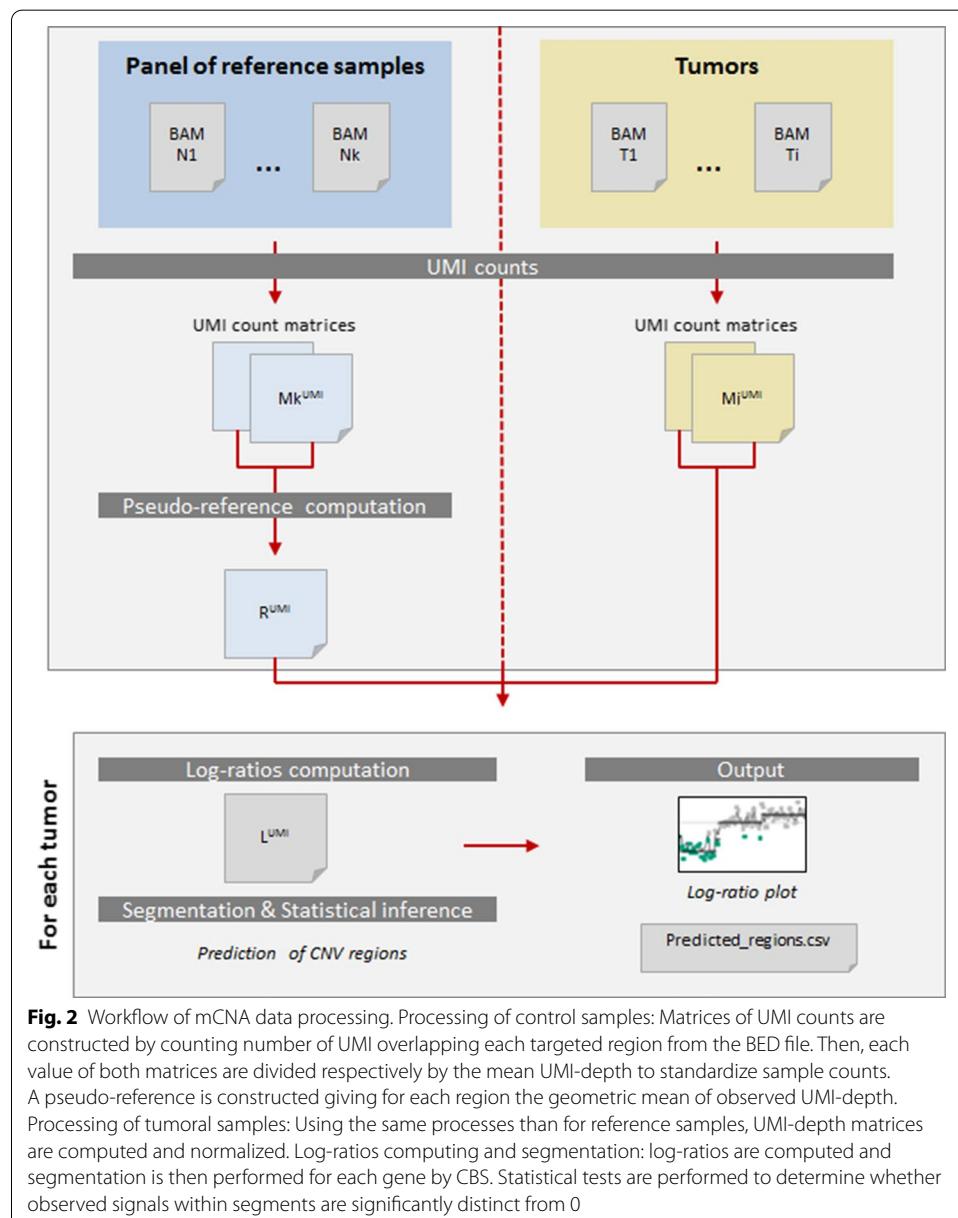 Panel of reference samples
Tumors
BAM
N1
...
BAM
Nk
BAM
T1
...
BAM
Ti
UMI counts
UMI count matrices
UMI count matrices
Mk^UMI
Mi^UMI
Pseudo-reference computation
R^UMI
For each tumor
Log-ratios computation
Output
L^UMI
Log-ratio plot
Segmentation & Statistical inference
Prediction of CNV regions
Predicted_regions.csv
Fig. 2 Workflow of mCNA data processing. Processing of control samples: Matrices of UMI counts are
constructed by counting number of UMI overlapping each targeted region from the BED file. Then, each
value of both matrices are divided respectively by the mean UMI-depth to standardize sample counts.
A pseudo-reference is constructed giving for each region the geometric mean of observed UMI-depth.
Processing of tumoral samples: Using the same processes than for reference samples, UMI-depth matrices
are computed and normalized. Log-ratios computing and segmentation: log-ratios are computed and
segmentation is then performed for each gene by CBS. Statistical tests are performed to determine whether
observed signals within segments are significantly distinct from 0